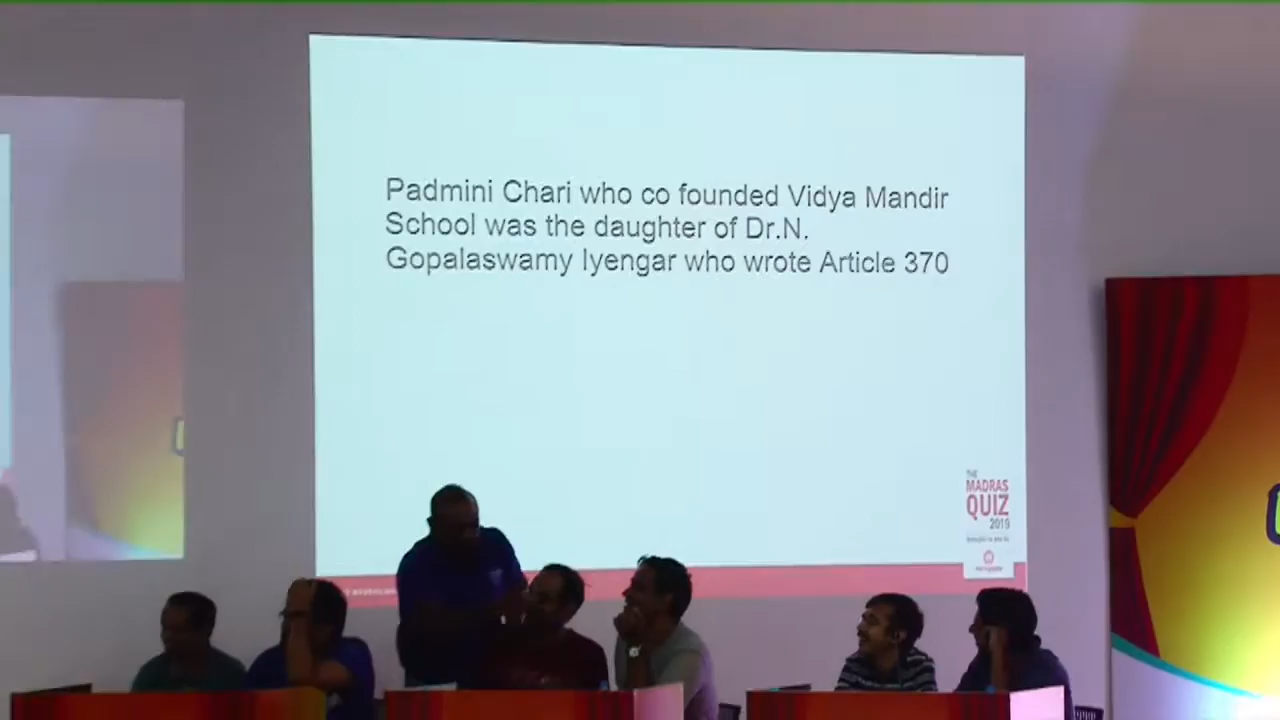 Padmini Chari who co founded Vidya Mandir
School was the daughter of Dr.N.
Gopalaswamy Iyengar who wrote Article 370
THE
MADRAS
QUIZ
2019